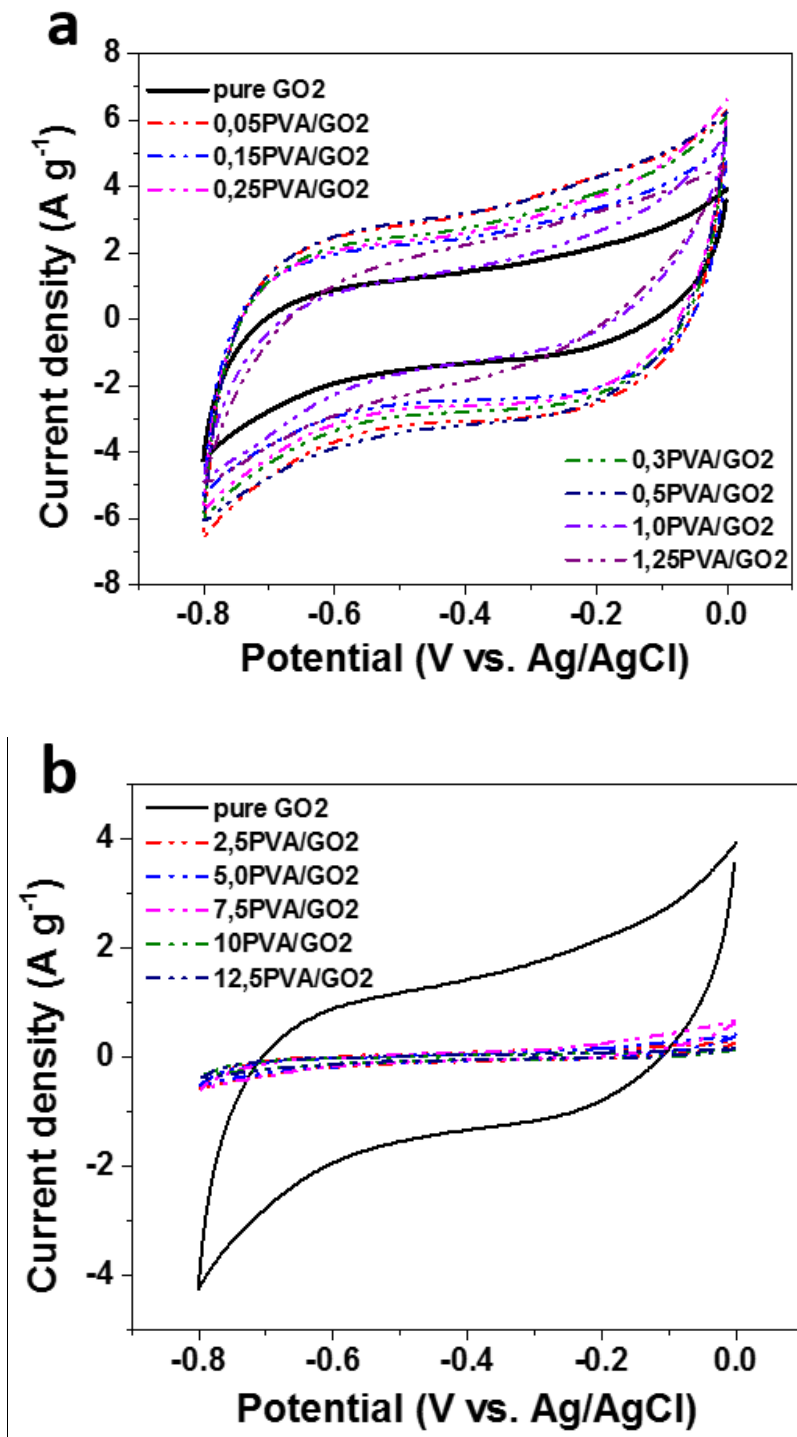 a
8
6
4
2
0
-2
-4
-6
-8
Current density (A g⁻¹)
pure GO2
0,05PVA/GO2
0,15PVA/GO2
0,25PVA/GO2
0,3PVA/GO2
0,5PVA/GO2
1,0PVA/GO2
1,25PVA/GO2
-0.8 -0.6 -0.4 -0.2 0.0
Potential (V vs. Ag/AgCl)
b
4
2
0
-2
-4
Current density (A g⁻¹)
pure GO2
2,5PVA/GO2
5,0PVA/GO2
7,5PVA/GO2
10PVA/GO2
12,5PVA/GO2
-0.8 -0.6 -0.4 -0.2 0.0
Potential (V vs. Ag/AgCl)